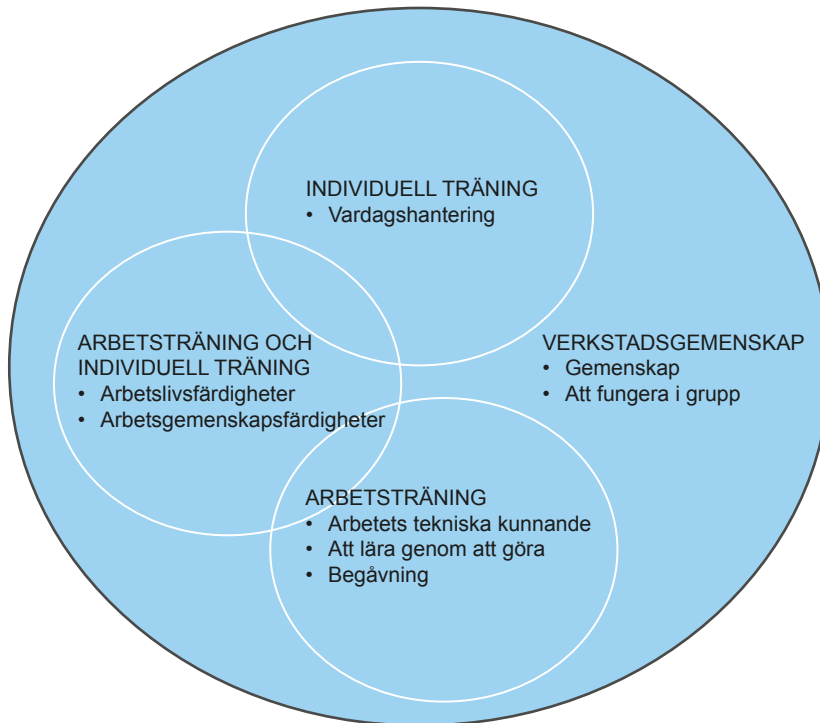 INDIVIDUELL TRÄNING
• Vardagshantering
ARBETSTRÄNING OCH
INDIVIDUELL TRÄNING
• Arbetslivsfärdigheter
• Arbetsgemenskapsfärdigheter
VERKSTADSGEMENSKAP
• Gemenskap
• Att fungera i grupp
ARBETSTRÄNING
• Arbetets tekniska kunnande
• Att lära genom att göra
• Begåvning